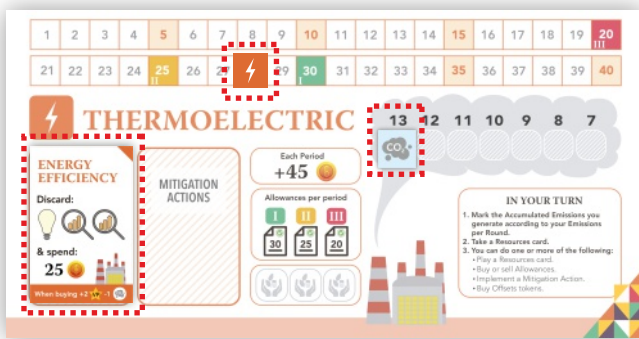 1 2 3 4 5 6 7 8 9 10 11 12 13 14 15 16 17 18 19 20
III
21 22 23 24 25 26 29 30 31 32 33 34 35 36 37 38 39 40
II I
THERMOELECTRIC
13 12 11 10 9 8 7
CO₂
ENERGY
EFFICIENCY
Discard:
& spend:
25
When buying +2 -1
MITIGATION
ACTIONS
Each Period
+45
Allowances per period
I II III
30 25 20
IN YOUR TURN
1. Mark the Accumulated Emissions you
generate according to your Emissions
per Round.
2. Take a Resources card.
3. You can do one or more of the following:
• Play a Resources card.
• Buy or sell Allowances.
• Implement a Mitigation Action.
• Buy Offsets tokens.